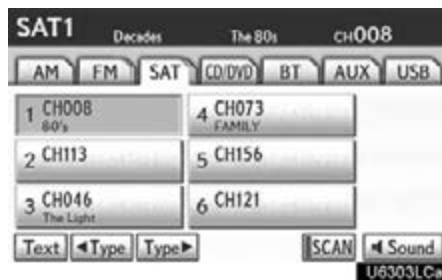 SAT1 Decades The 80s CH008
AM FM SAT CD/DVD BT AUX USB
1 CH008 4 CH073
80's FAMILY
2 CH113 5 CH156
3 CH046 6 CH121
The Light
Text ◄Type Type► SCAN Sound
U6303LC